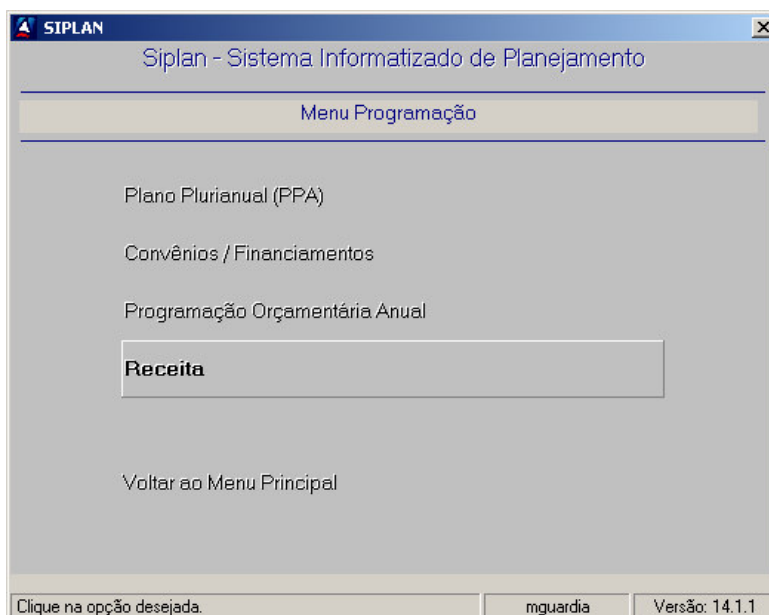 SIPLAN
Siplan - Sistema Informatizado de Planejamento
Menu Programação
Plano Plurianual (PPA)
Convênios / Financiamentos
Programação Orçamentária Anual
Receita
Voltar ao Menu Principal
Clique na opção desejada. mguardia Versão: 14.1.1